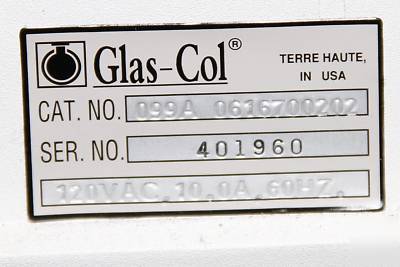 Glas-Col® TERRE HAUTE,
IN USA
CAT. NO. 099A 0616700202
SER. NO. 401960
120VAC, 10.0A, 60HZ.